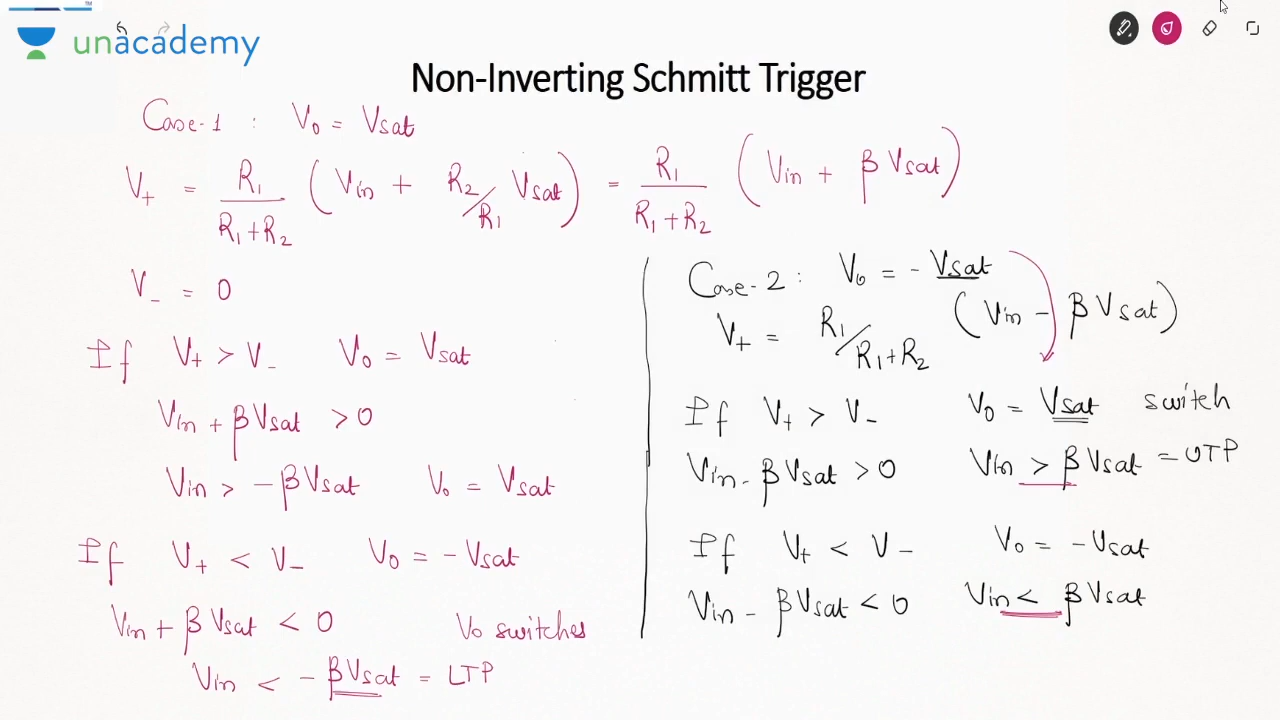 unacademy
Non-Inverting Schmitt Trigger
Case-1 : V₀ = Vsat
V₊ = R₁/(R₁+R₂) (Vin + R₂/R₁ Vsat) = R₁/(R₁+R₂) (Vin + β Vsat)
V₋ = 0
If V₊ > V₋ V₀ = Vsat
Vin + βVsat > 0
Vin > -βVsat V₀ = Vsat
If V₊ < V₋ V₀ = -Vsat
Vin + βVsat < 0 V₀ switches
Vin < -βVsat = LTP
Case-2 : V₀ = -Vsat
V₊ = R₁/R₁+R₂ (Vin - βVsat)
If V₊ > V₋ V₀ = Vsat switch
Vin - βVsat > 0 Vin > βVsat = UTP
If V₊ < V₋ V₀ = -Vsat
Vin - βVsat < 0 Vin < βVsat